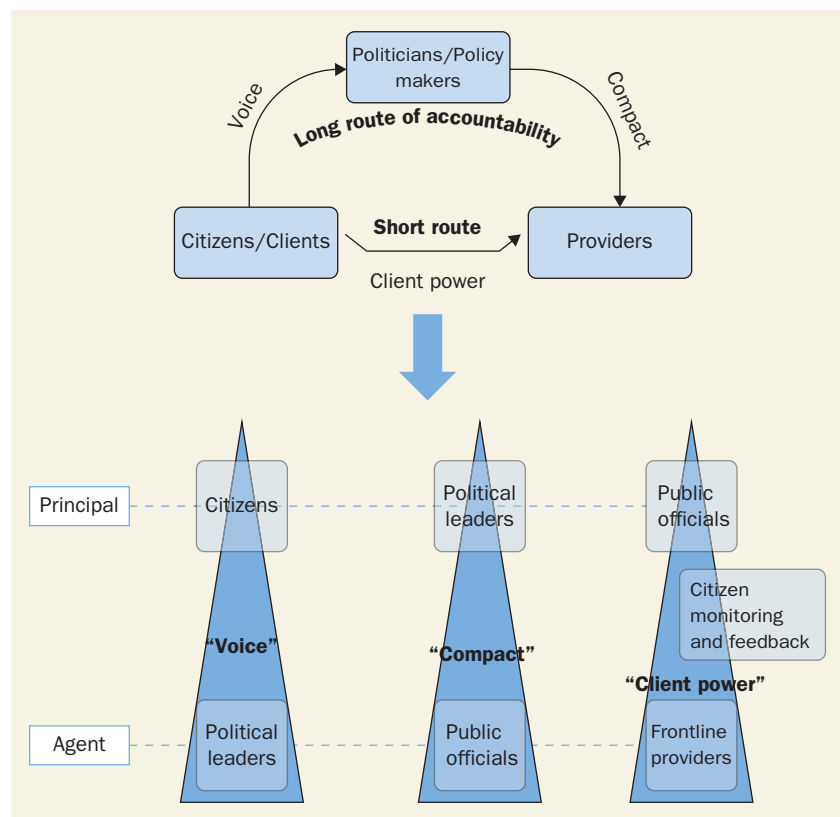 Politicians/Policy
makers
Voice
Compact
Long route of accountability
Citizens/Clients
Short route
Providers
Client power
Principal
Citizens
Political
leaders
Public
officials
Citizen
monitoring
and feedback
“Voice”
“Compact”
“Client power”
Agent
Political
leaders
Public
officials
Frontline
providers